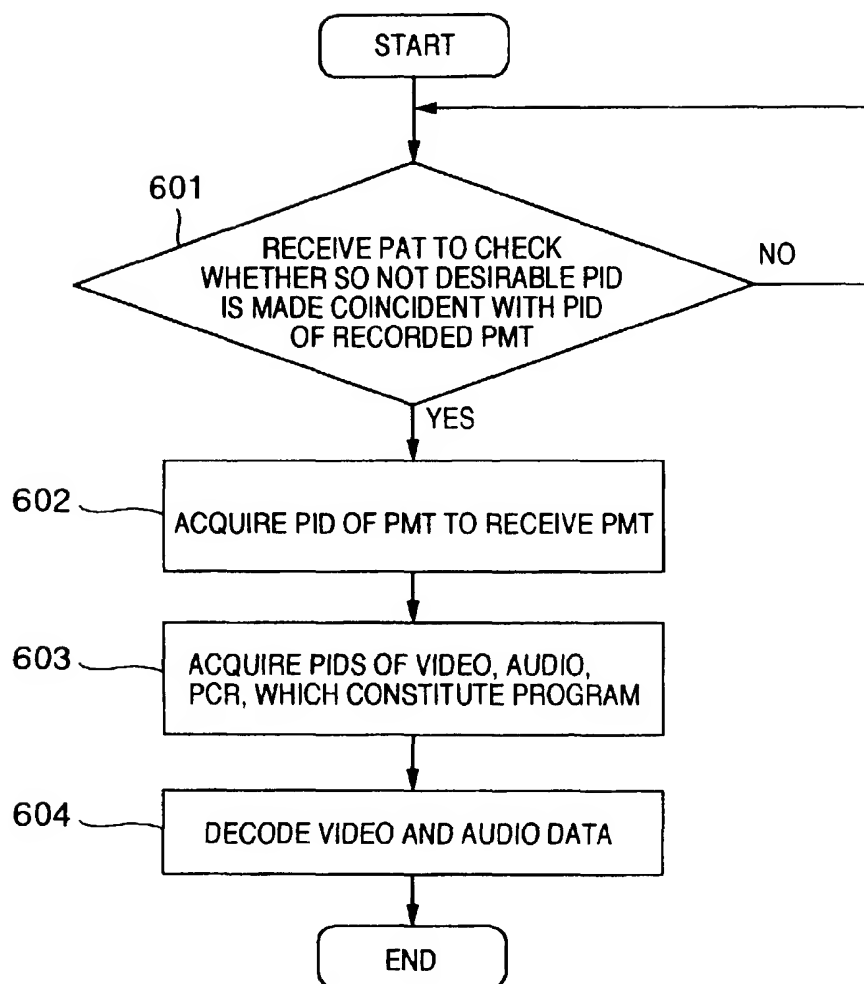 START
601
RECEIVE PAT TO CHECK
WHETHER SO NOT DESIRABLE PID
IS MADE COINCIDENT WITH PID
OF RECORDED PMT
NO
YES
602
ACQUIRE PID OF PMT TO RECEIVE PMT
603
ACQUIRE PIDS OF VIDEO, AUDIO,
PCR, WHICH CONSTITUTE PROGRAM
604
DECODE VIDEO AND AUDIO DATA
END